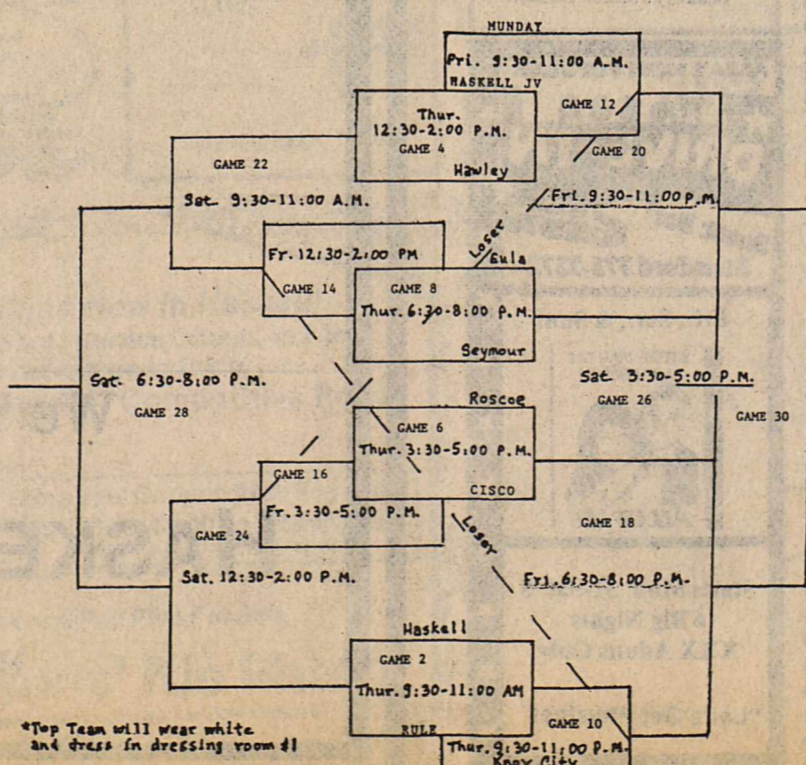 MUNDAY
Pri. 9:30-11:00 A.M.
HASKELL JV
GAME 12
Thur.
12:30-2:00 P.M.
GAME 4
GAME 20
Hawley
GAME 22
Sat. 9:30-11:00 A.M.
Fri. 9:30-11:00 P.M.
Loser
Fr. 12:30-2:00 PM
Eula
GAME 14
GAME 8
Thur. 6:30-8:00 P.M.
Seymour
Sat. 6:30-8:00 P.M.
GAME 28
Sat. 3:30-5:00 P.M.
GAME 26
GAME 30
Roscoe
GAME 6
Thur. 3:30-5:00 P.M.
CISCO
GAME 16
Fr. 3:30-5:00 P.M.
GAME 24
GAME 18
Loser
Sat. 12:30-2:00 P.M.
Fri. 6:30-8:00 P.M.
Haskell
GAME 2
Thur. 9:30-11:00 AM
RULE
GAME 10
Thur. 9:30-11:00 P.M.
Knox City
*Top Team will wear white
and dress in dressing room #1